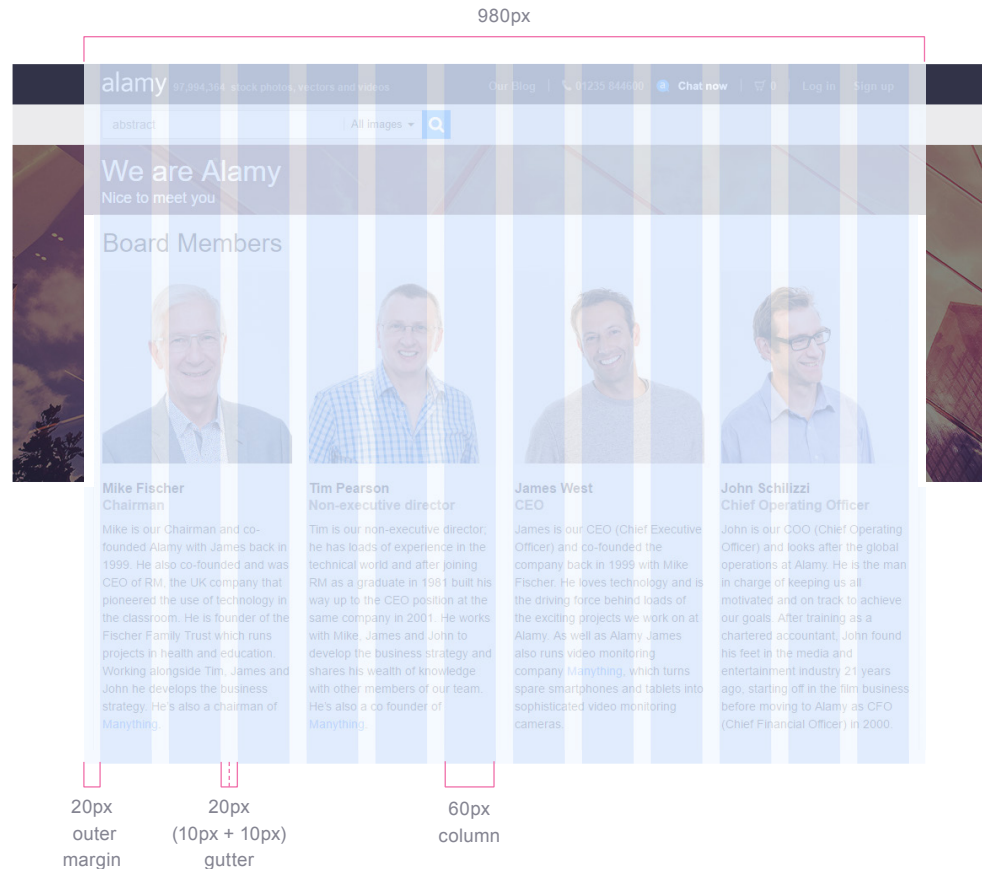 980px
alamy 97,994,364 stock photos, vectors and videos Our Blog | 01235 844600 Chat now | 0 | Log in Sign up
abstract | All images
We are Alamy
Nice to meet you
Board Members
Mike Fischer
Chairman
Mike is our Chairman and co-
founded Alamy with James back in
1999. He also co-founded and was
CEO of RM, the UK company that
pioneered the use of technology in
the classroom. He is founder of the
Fischer Family Trust which runs
projects in health and education.
Working alongside Tim, James and
John he develops the business
strategy. He's also a chairman of
Manything.
Tim Pearson
Non-executive director
Tim is our non-executive director;
he has loads of experience in the
technical world and after joining
RM as a graduate in 1981 built his
way up to the CEO position at the
same company in 2001. He works
with Mike, James and John to
develop the business strategy and
shares his wealth of knowledge
with other members of our team.
He's also a co founder of
Manything.
James West
CEO
James is our CEO (Chief Executive
Officer) and co-founded the
company back in 1999 with Mike
Fischer. He loves technology and is
the driving force behind loads of
the exciting projects we work on at
Alamy. As well as Alamy James
also runs video monitoring
company Manything, which turns
spare smartphones and tablets into
sophisticated video monitoring
cameras.
John Schilizzi
Chief Operating Officer
John is our COO (Chief Operating
Officer) and looks after the global
operations at Alamy. He is the man
in charge of keeping us all
motivated and on track to achieve
our goals. After training as a
chartered accountant, John found
his feet in the media and
entertainment industry 21 years
ago, starting off in the film business
before moving to Alamy as CFO
(Chief Financial Officer) in 2000.
20px
outer
margin
20px
(10px + 10px)
gutter
60px
column